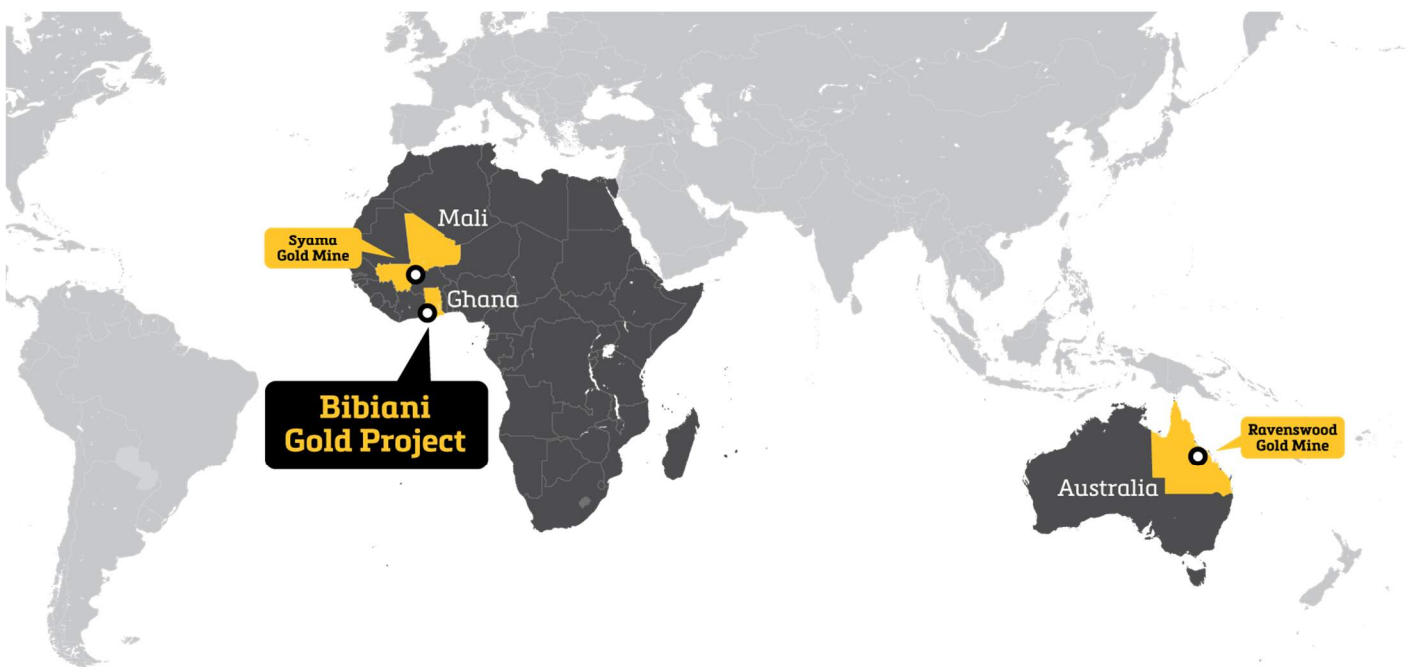 Mali
Syama
Gold Mine
Ghana
Bibiani
Gold Project
Ravenswood
Gold Mine
Australia